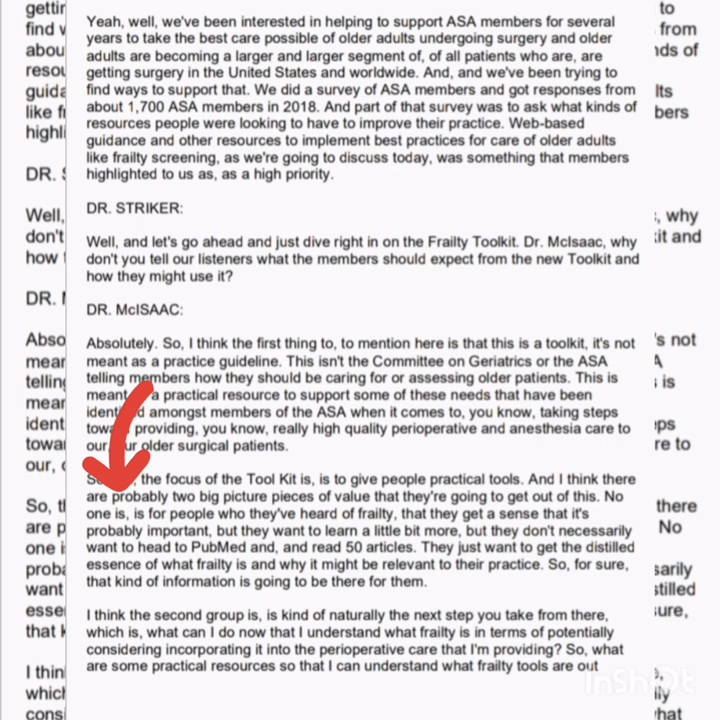 Yeah, well, we've been interested in helping to support ASA members for several
years to take the best care possible of older adults undergoing surgery and older
adults are becoming a larger and larger segment of, of all patients who are, are
getting surgery in the United States and worldwide. And, and we've been trying to
find ways to support that. We did a survey of ASA members and got responses from
about 1,700 ASA members in 2018. And part of that survey was to ask what kinds of
resources people were looking to have to improve their practice. Web-based
guidance and other resources to implement best practices for care of older adults
like frailty screening, as we're going to discuss today, was something that members
highlighted to us as, as a high priority.
DR. STRIKER:
Well, and let's go ahead and just dive right in on the Frailty Toolkit. Dr. McIsaac, why
don't you tell our listeners what the members should expect from the new Toolkit and
how they might use it?
DR. McISAAC:
Absolutely. So, I think the first thing to, to mention here is that this is a toolkit, it's not
meant as a practice guideline. This isn't the Committee on Geriatrics or the ASA
telling members how they should be caring for or assessing older patients. This is
meant a practical resource to support some of these needs that have been
amongst members of the ASA when it comes to, you know, taking steps
providing, you know, really high quality perioperative and anesthesia care to
our, our older surgical patients.
the focus of the Tool Kit is, is to give people practical tools. And I think there
are probably two big picture pieces of value that they're going to get out of this. No
one is, is for people who they've heard of frailty, that they get a sense that it's
probably important, but they want to learn a little bit more, but they don't necessarily
want to head to PubMed and, and read 50 articles. They just want to get the distilled
essence of what frailty is and why it might be relevant to their practice. So, for sure,
that kind of information is going to be there for them.
I think the second group is, is kind of naturally the next step you take from there,
which is, what can I do now that I understand what frailty is in terms of potentially
considering incorporating it into the perioperative care that I'm providing? So, what
are some practical resources so that I can understand what frailty tools are out
InShOt